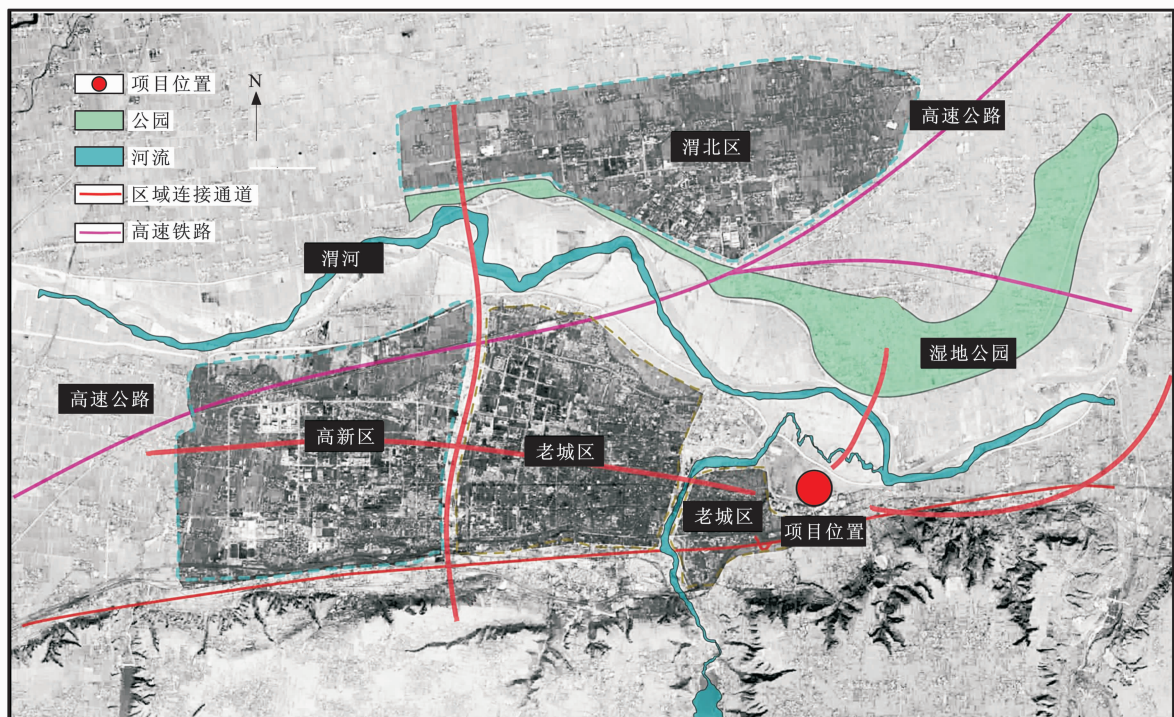 项目位置
N
公园
河流
区域连接通道
高速铁路
高速公路
渭北区
渭河
湿地公园
高速公路
高新区
老城区
老城区
项目位置